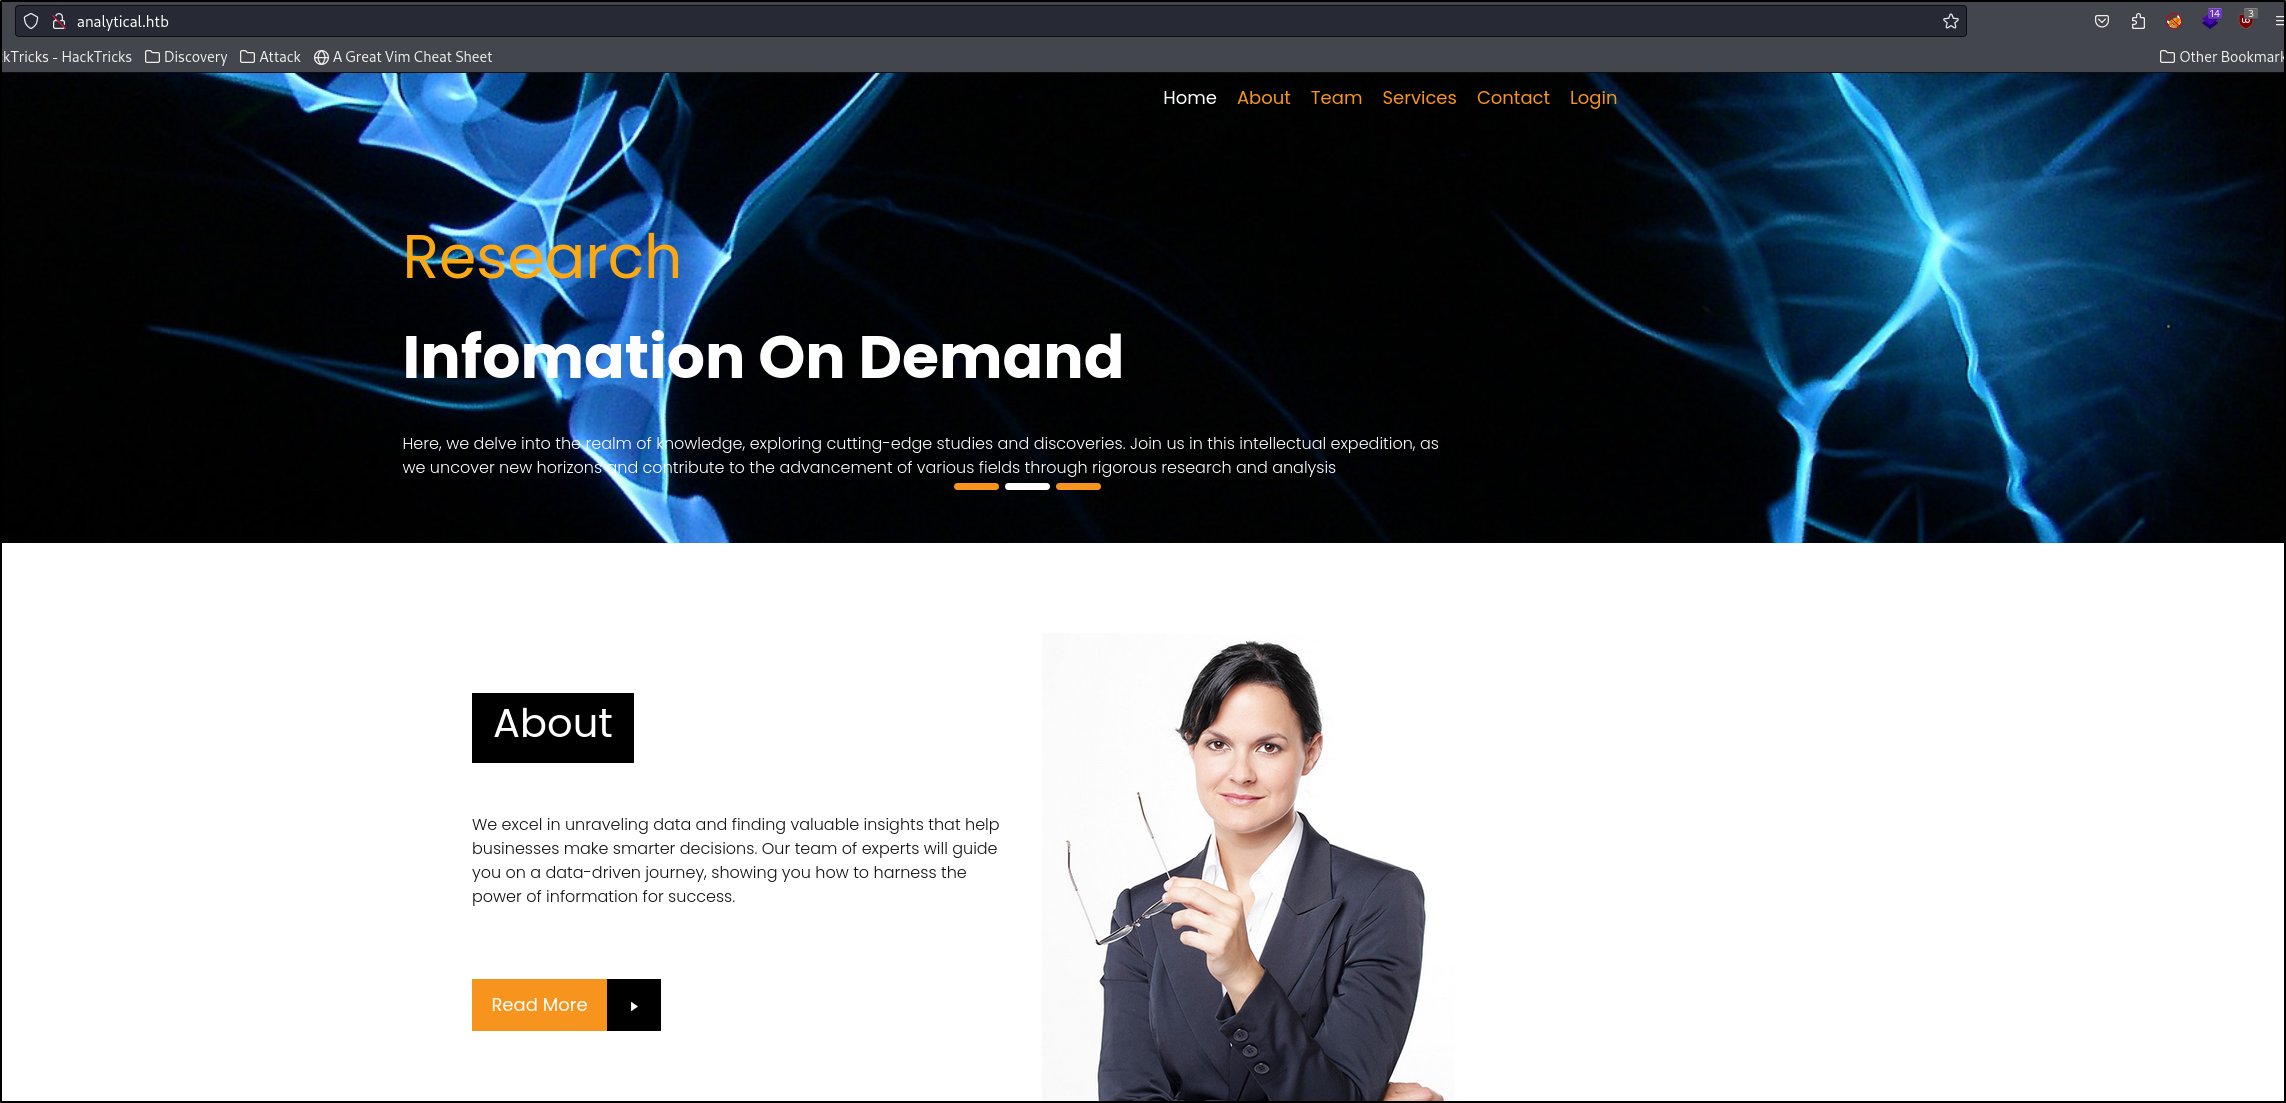 analytical.htb
14
3
kTricks - HackTricks
Discovery
Attack
A Great Vim Cheat Sheet
Other Bookmark
Home About Team Services Contact Login
Research
Infomation On Demand
Here, we delve into the realm of knowledge, exploring cutting-edge studies and discoveries. Join us in this intellectual expedition, as
we uncover new horizons and contribute to the advancement of various fields through rigorous research and analysis
About
We excel in unraveling data and finding valuable insights that help
businesses make smarter decisions. Our team of experts will guide
you on a data-driven journey, showing you how to harness the
power of information for success.
Read More